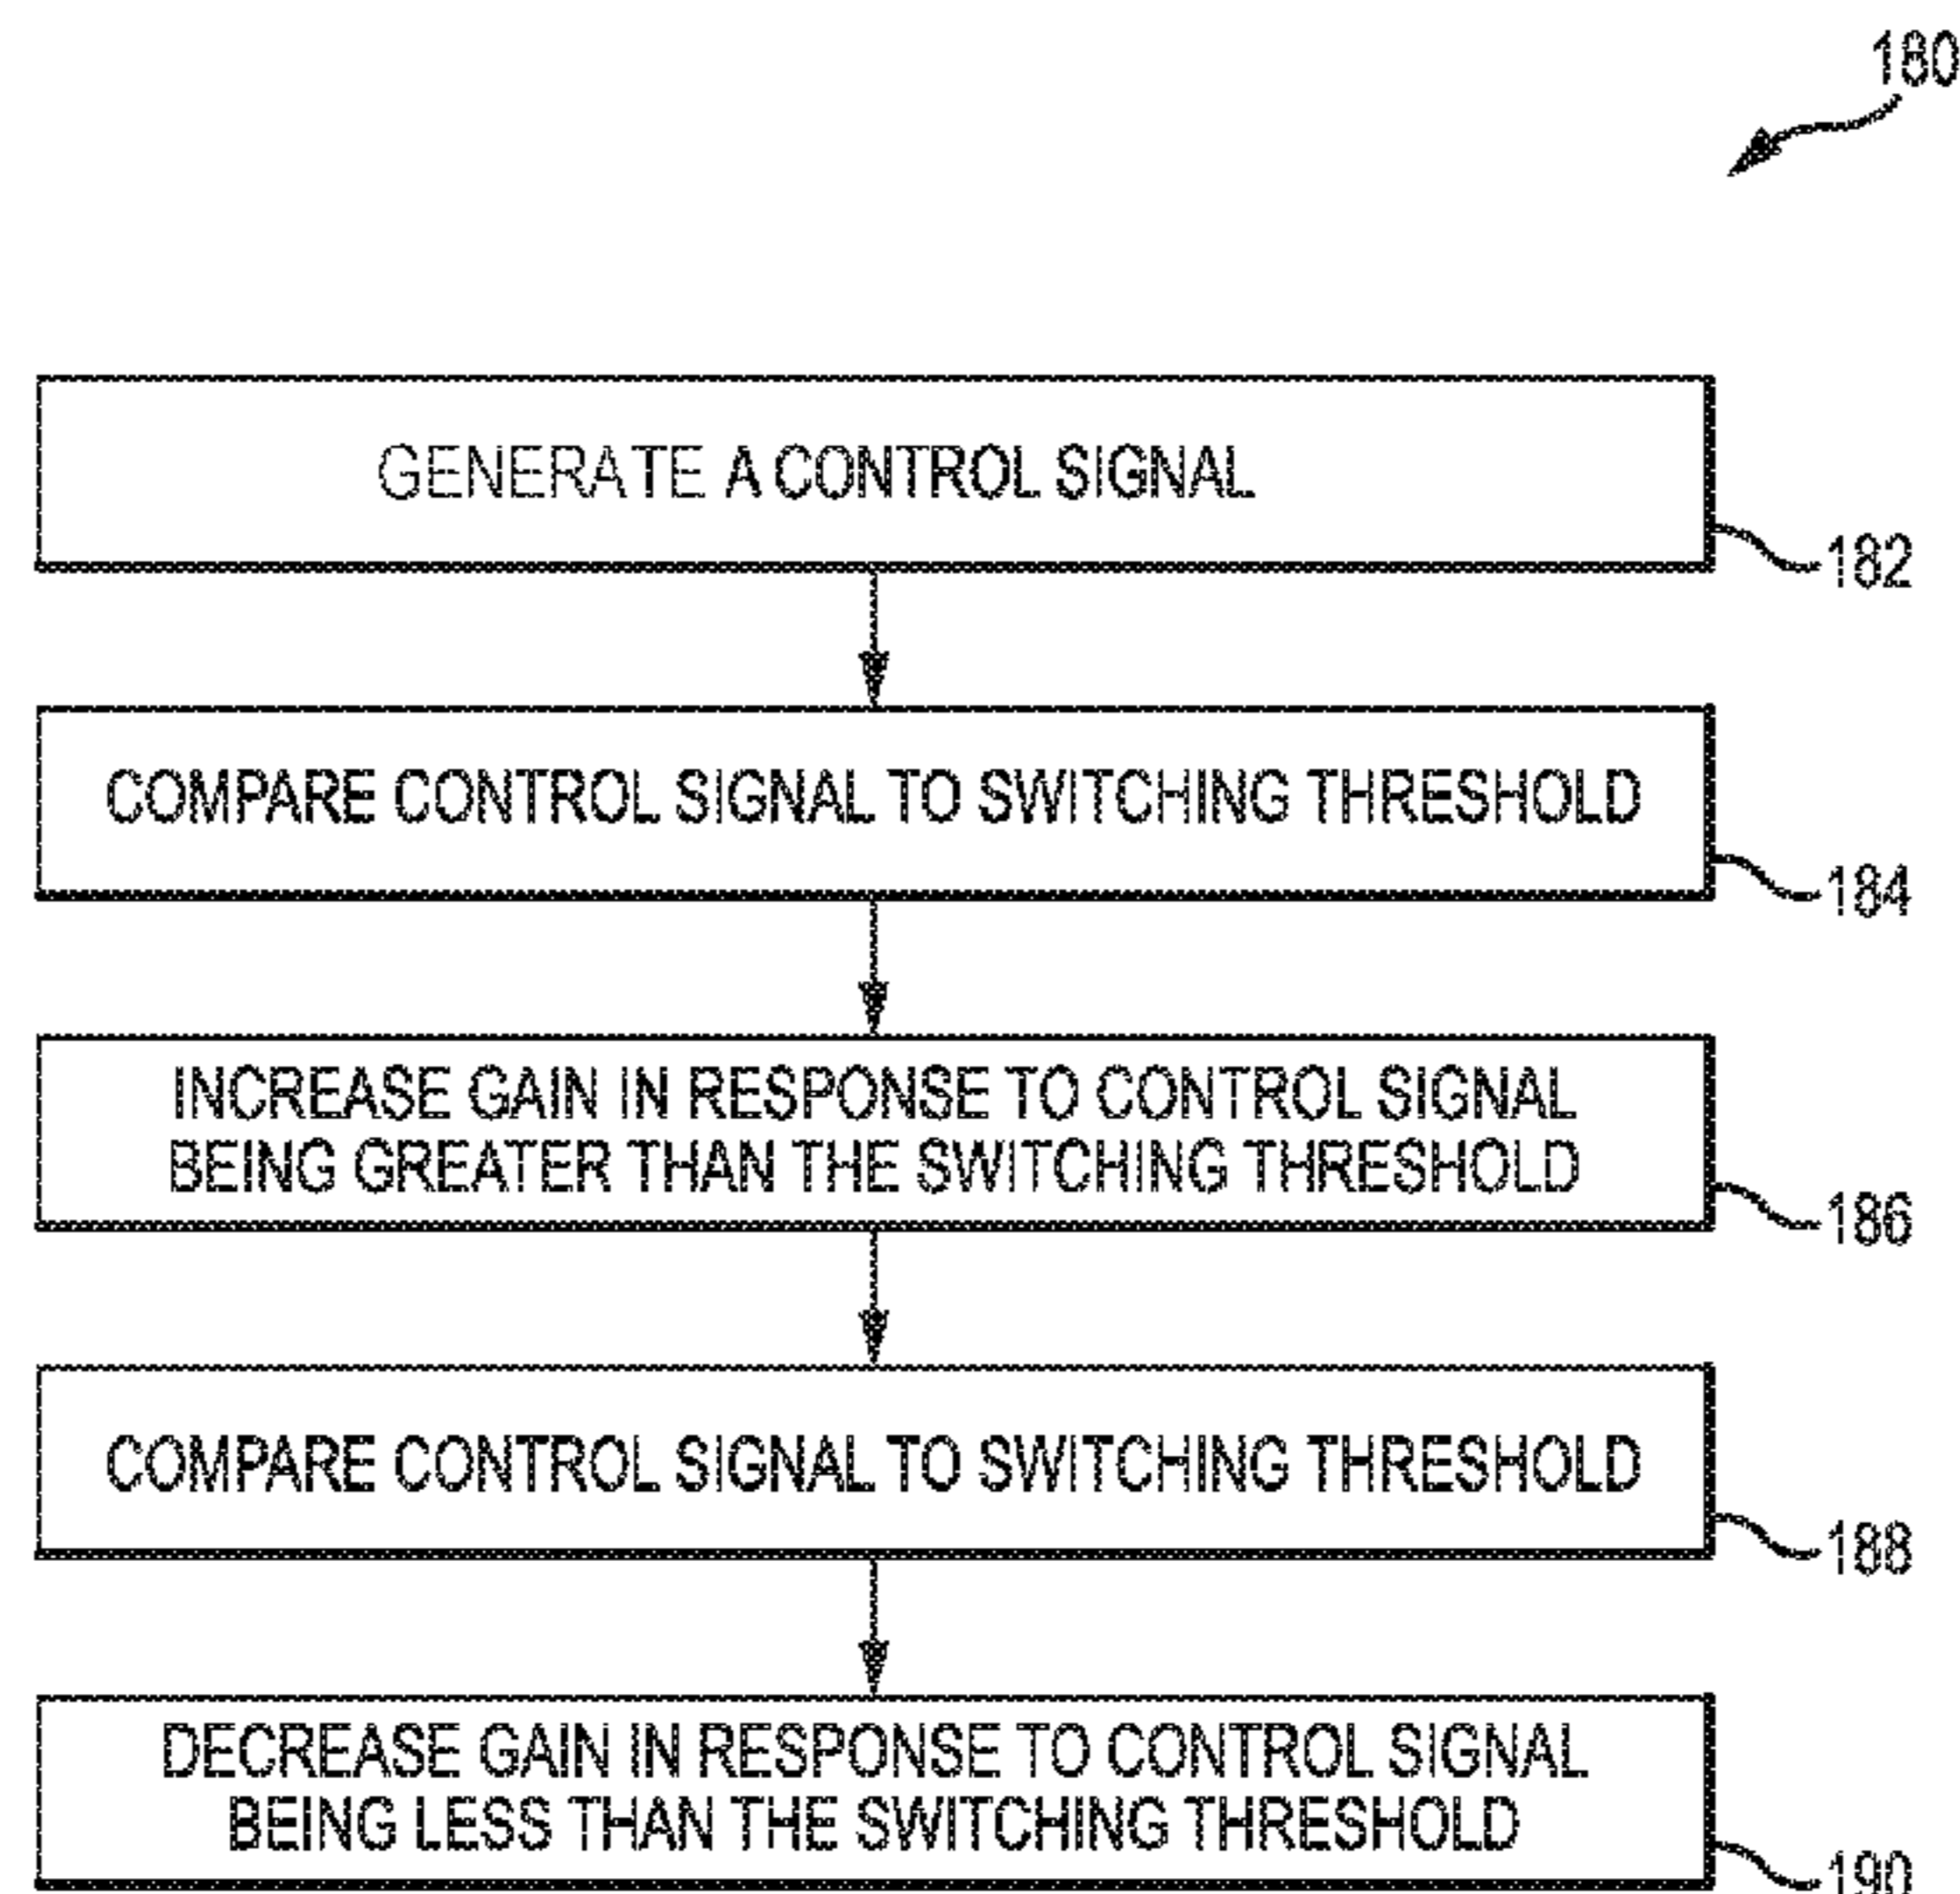 180
GENERATE A CONTROL SIGNAL
182
COMPARE CONTROL SIGNAL TO SWITCHING THRESHOLD
184
INCREASE GAIN IN RESPONSE TO CONTROL SIGNAL
BEING GREATER THAN THE SWITCHING THRESHOLD
186
COMPARE CONTROL SIGNAL TO SWITCHING THRESHOLD
188
DECREASE GAIN IN RESPONSE TO CONTROL SIGNAL
BEING LESS THAN THE SWITCHING THRESHOLD
190